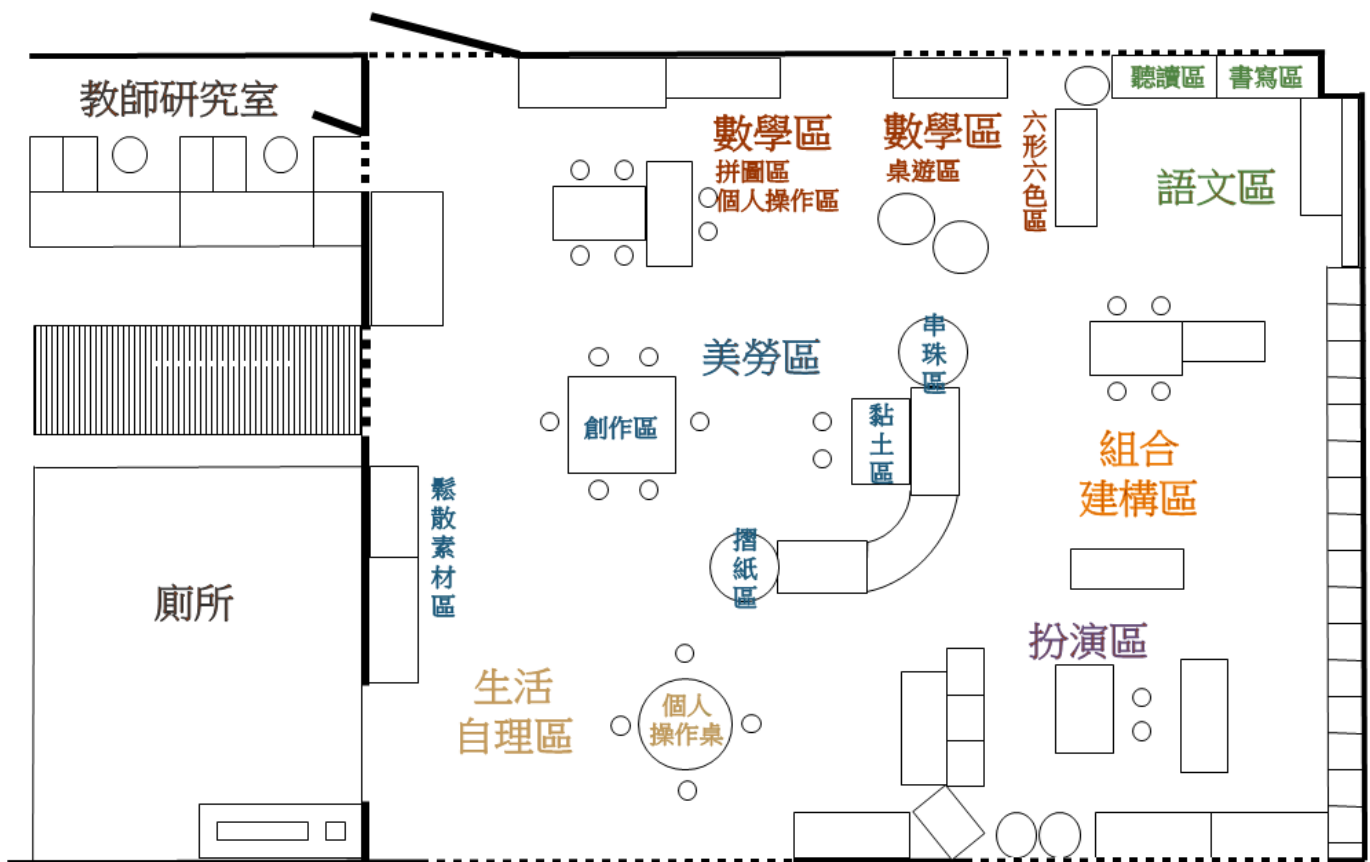 教師研究室
聽讀區
書寫區
數學區
拼圖區
個人操作區
數學區
桌遊區
六形六色區
語文區
美勞區
串珠區
創作區
黏土區
組合
建構區
鬆散素材區
摺紙區
廁所
扮演區
生活
自理區
個人
操作桌